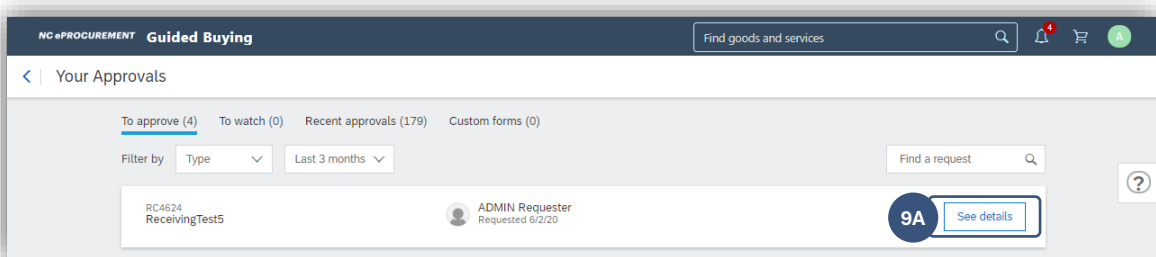 NC ePROCUREMENT Guided Buying Find goods and services 4 A
Your Approvals
To approve (4) To watch (0) Recent approvals (179) Custom forms (0)
Filter by Type Last 3 months Find a request
?
RC4624
ReceivingTest5
ADMIN Requester
Requested 6/2/20
9A See details